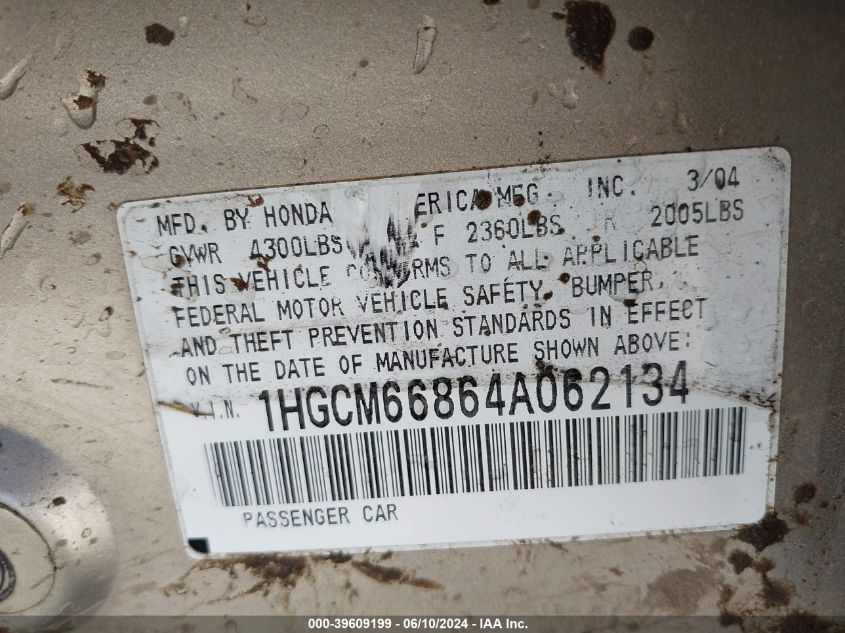 MFD. BY HONDA ERICA MFG. INC. 3/04
GVWR 4300LBS F 2360LBS R 2005LBS
THIS VEHICLE CO RMS TO ALL APPLICABLE
FEDERAL MOTOR VEHICLE SAFETY, BUMPER,
AND THEFT PREVENTION STANDARDS IN EFFECT
ON THE DATE OF MANUFACTURE SHOWN ABOVE:
V.I.N. 1HGCM66864A062134
PASSENGER CAR
000-39609199 - 06/10/2024 - IAA Inc.